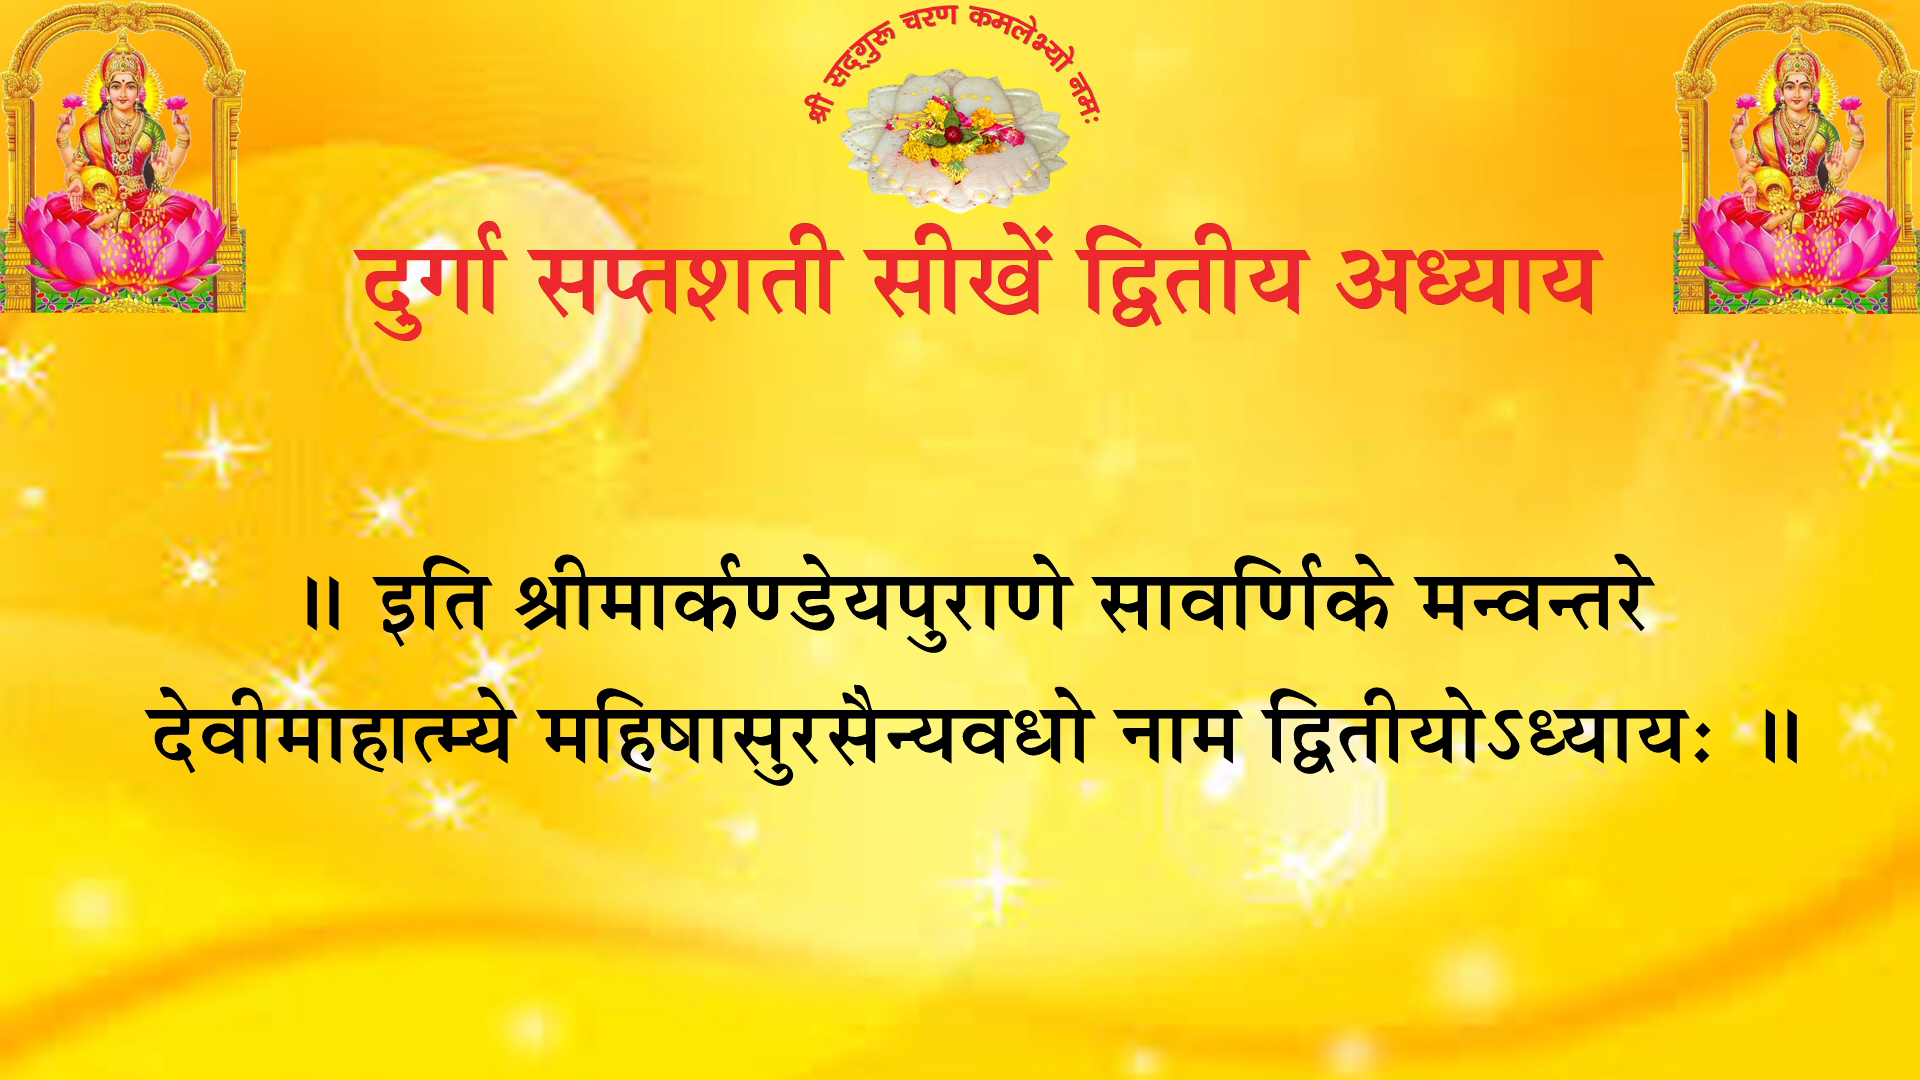 श्री सद्‌गुरू चरण कमलेभ्यो नमः
दुर्गा सप्तशती सीखें द्वितीय अध्याय
॥ इति श्रीमार्कण्डेयपुराणे सावर्णिके मन्वन्तरे
देवीमाहात्म्ये महिषासुरसैन्यवधो नाम द्वितीयोऽध्यायः ॥